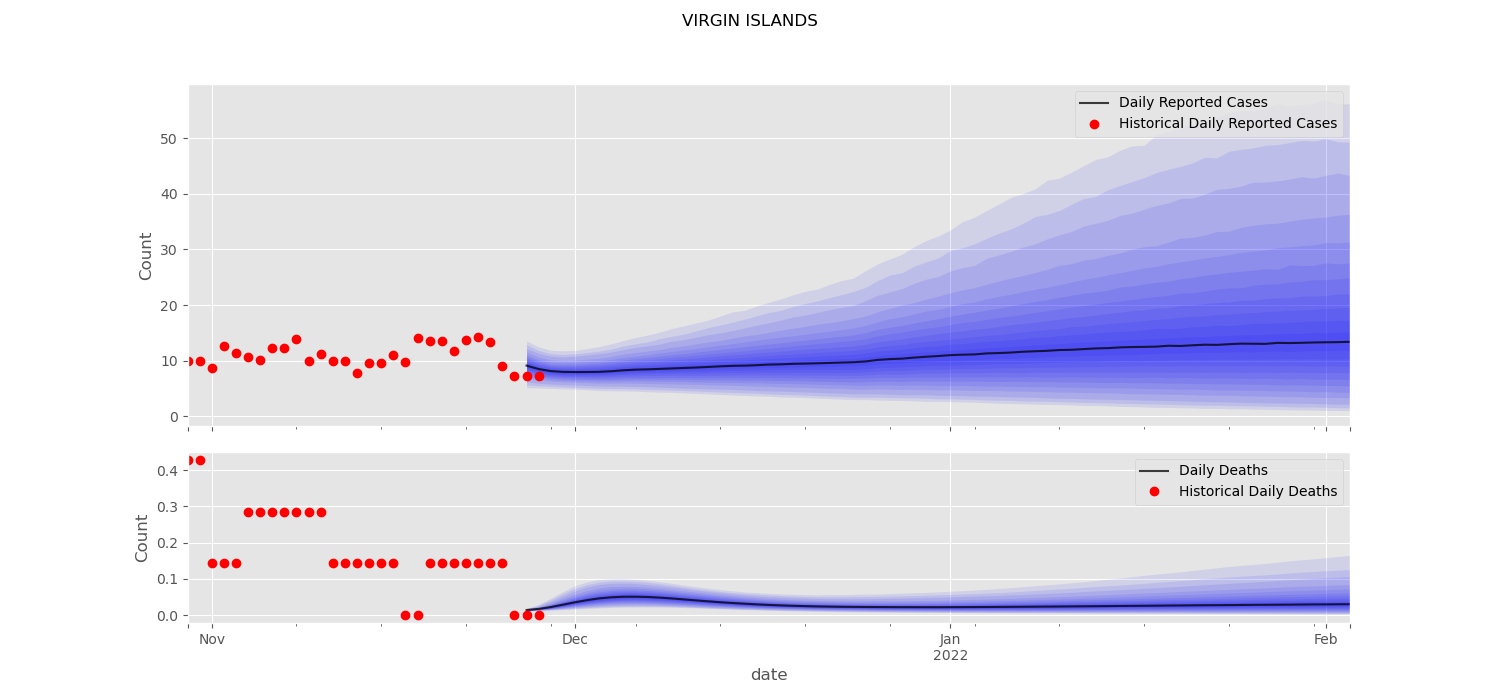 VIRGIN ISLANDS
Daily Reported Cases
Historical Daily Reported Cases
50
40
30
20
10
0
Count
Daily Deaths
Historical Daily Deaths
0.4
0.3
0.2
0.1
0.0
Count
Nov
Dec
Jan
2022
Feb
date